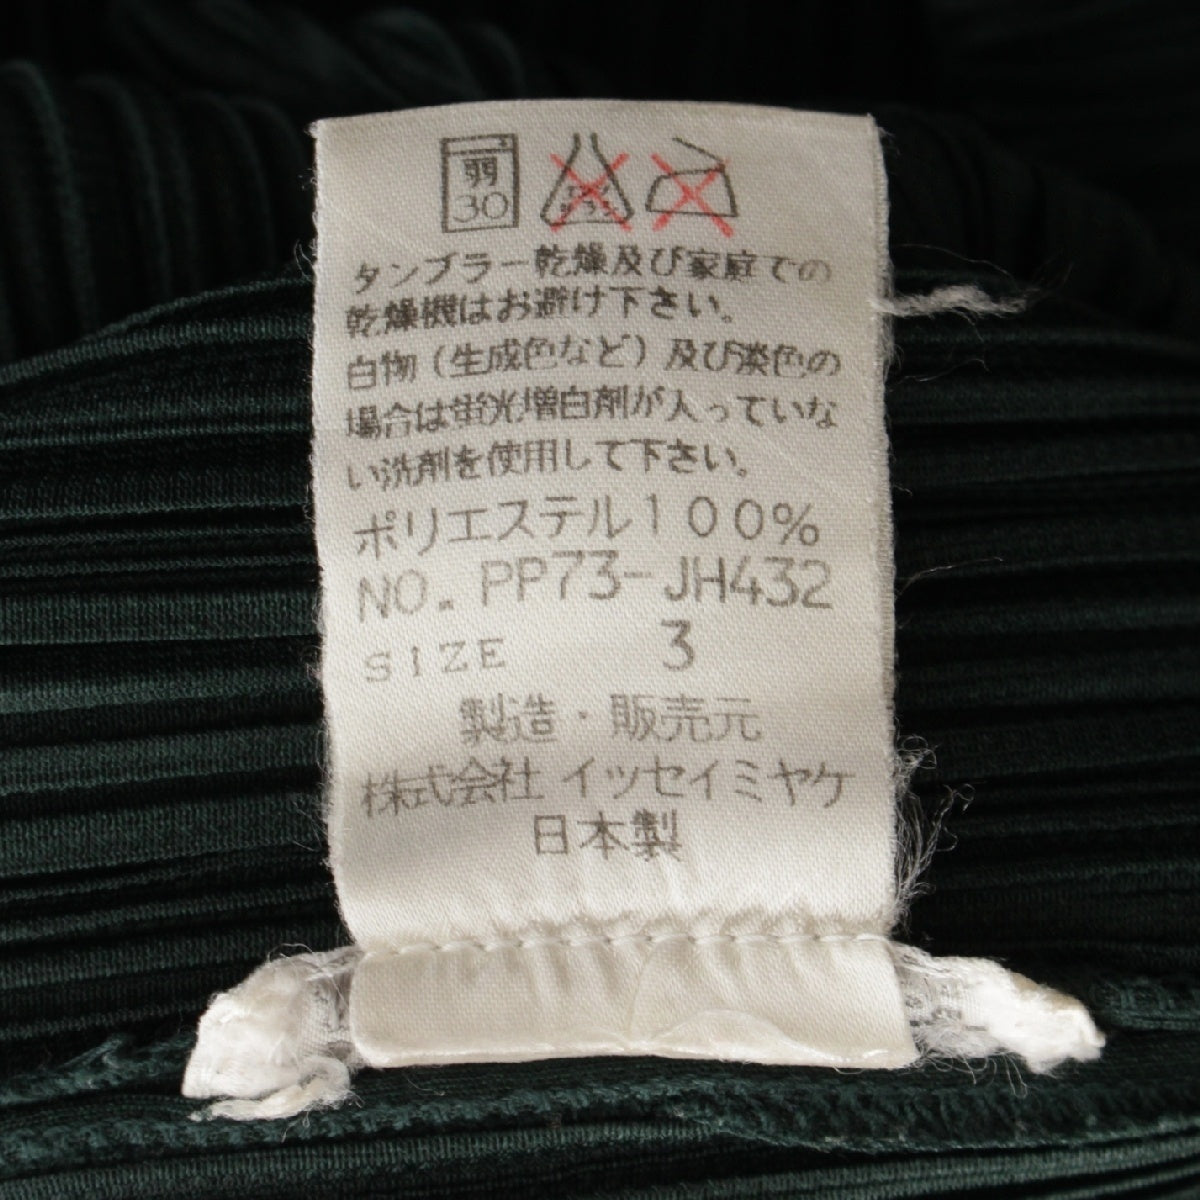 弱
30
タンブラー乾燥及び家庭での
乾燥機はお避け下さい。
白物（生成色など）及び淡色の
場合は蛍光増白剤が入っていな
い洗剤を使用して下さい。
ポリエステル100%
NO. PP73-JH432
SIZE 3
製造・販売元
株式会社 イッセイミヤケ
日本製